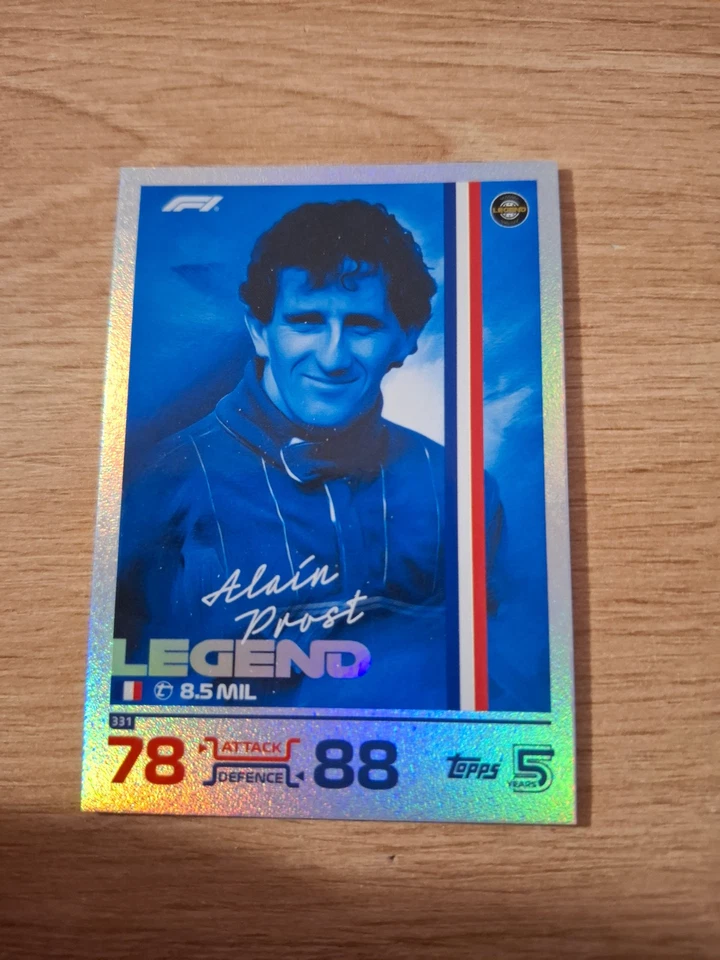 F1
LEGEND
Alain
Prost
LEGEND
8.5 MIL
331
78 ATTACK
DEFENCE 88
topps 5
YEARS